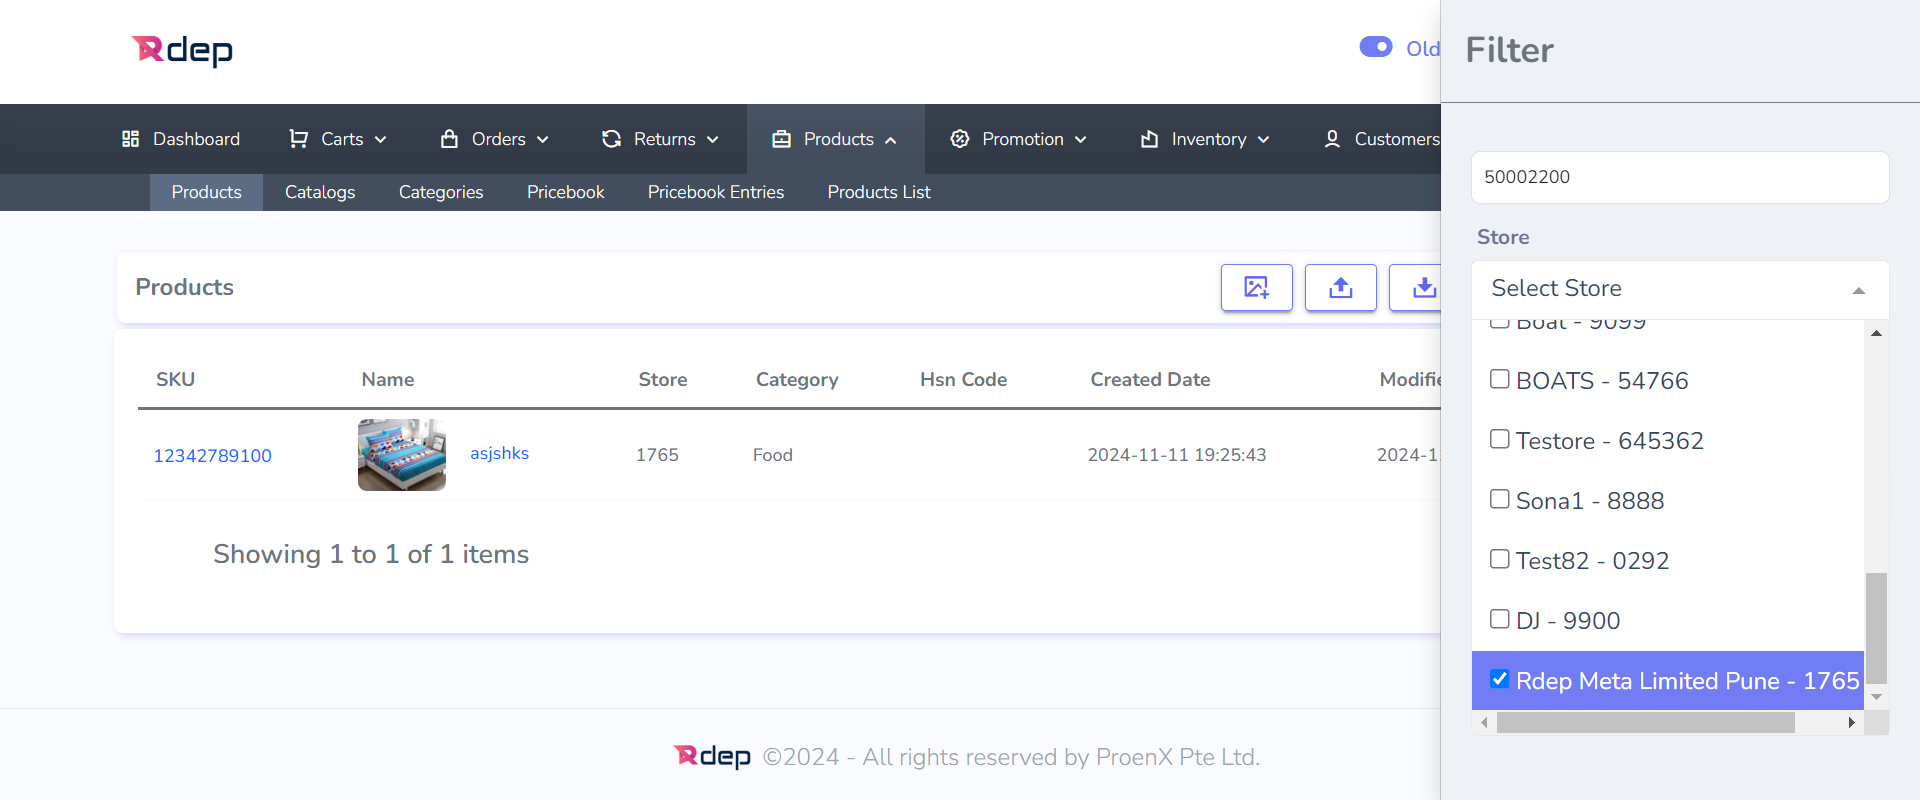 Rdep
Old
Filter
Dashboard
Carts
Orders
Returns
Products
Promotion
Inventory
Customers
Products
Catalogs
Categories
Pricebook
Pricebook Entries
Products List
50002200
Store
Select Store
Boat - 9099
BOATS - 54766
Testore - 645362
Sona1 - 8888
Test82 - 0292
DJ - 9900
Rdep Meta Limited Pune - 1765
Products
SKU Name Store Category Hsn Code Created Date Modifie
12342789100 asjshks 1765 Food 2024-11-11 19:25:43 2024-1
Showing 1 to 1 of 1 items
Rdep ©2024 - All rights reserved by ProenX Pte Ltd.